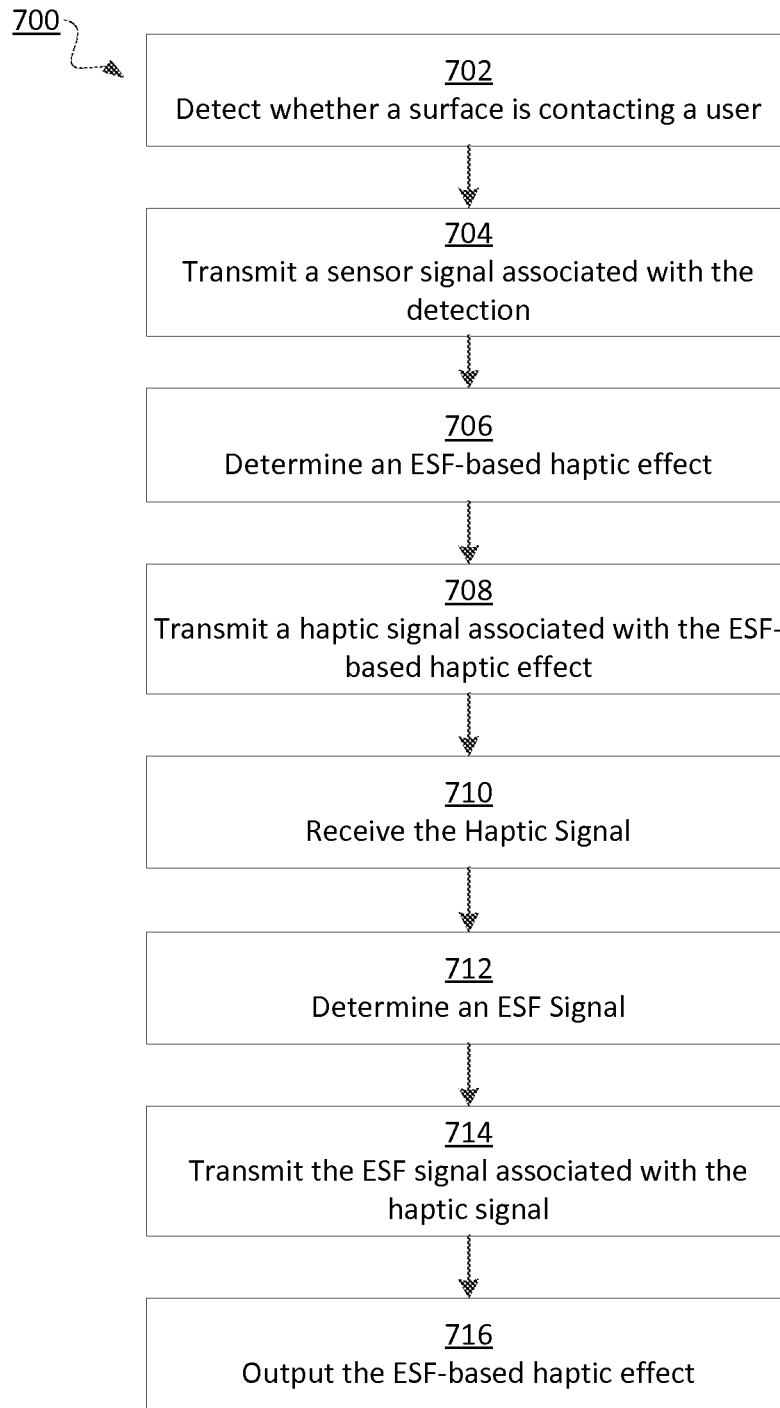 700
702
Detect whether a surface is contacting a user
704
Transmit a sensor signal associated with the
detection
706
Determine an ESF-based haptic effect
708
Transmit a haptic signal associated with the ESF-
based haptic effect
710
Receive the Haptic Signal
712
Determine an ESF Signal
714
Transmit the ESF signal associated with the
haptic signal
716
Output the ESF-based haptic effect